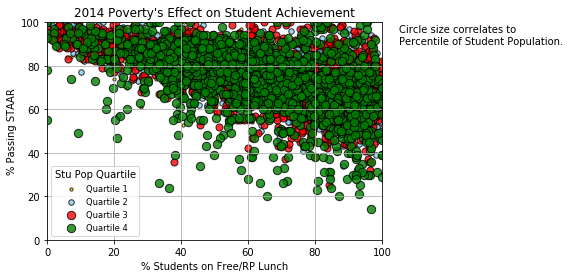 2014 Poverty's Effect on Student Achievement
Circle size correlates to
Percentile of Student Population.
% Passing STAAR
100
80
60
40
20
0
Stu Pop Quartile
Quartile 1
Quartile 2
Quartile 3
Quartile 4
0 20 40 60 80 100
% Students on Free/RP Lunch